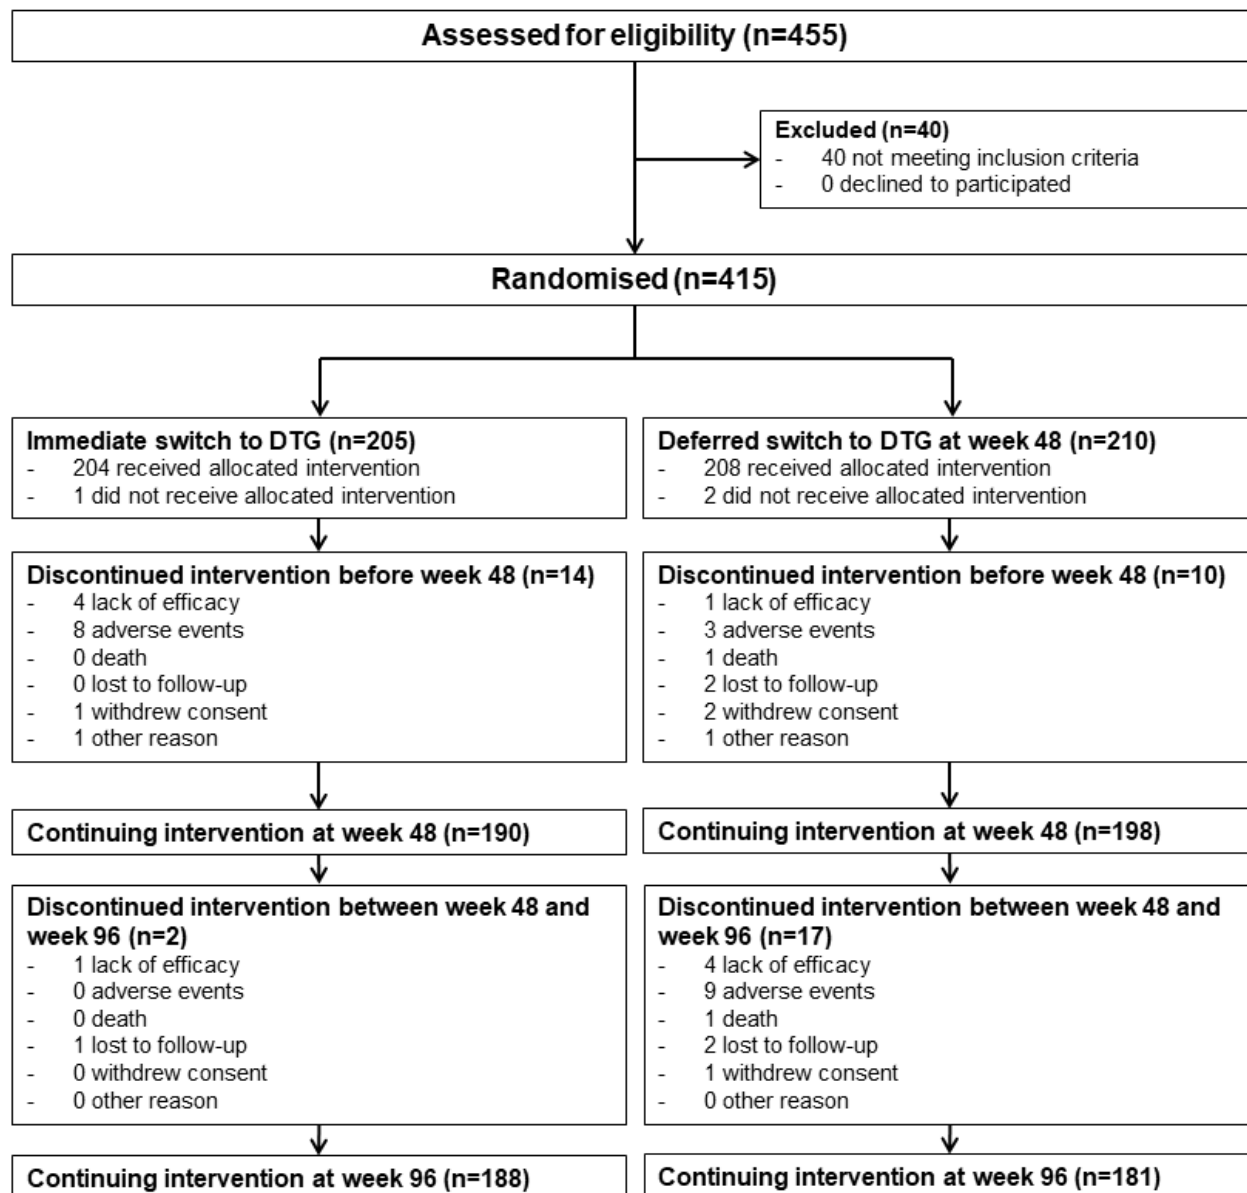 Assessed for eligibility (n=455)
Excluded (n=40)
- 40 not meeting inclusion criteria
- 0 declined to participated
Randomised (n=415)
Immediate switch to DTG (n=205)
- 204 received allocated intervention
- 1 did not receive allocated intervention
Deferred switch to DTG at week 48 (n=210)
- 208 received allocated intervention
- 2 did not receive allocated intervention
Discontinued intervention before week 48 (n=14)
- 4 lack of efficacy
- 8 adverse events
- 0 death
- 0 lost to follow-up
- 1 withdrew consent
- 1 other reason
Discontinued intervention before week 48 (n=10)
- 1 lack of efficacy
- 3 adverse events
- 1 death
- 2 lost to follow-up
- 2 withdrew consent
- 1 other reason
Continuing intervention at week 48 (n=190)
Continuing intervention at week 48 (n=198)
Discontinued intervention between week 48 and
week 96 (n=2)
- 1 lack of efficacy
- 0 adverse events
- 0 death
- 1 lost to follow-up
- 0 withdrew consent
- 0 other reason
Discontinued intervention between week 48 and
week 96 (n=17)
- 4 lack of efficacy
- 9 adverse events
- 1 death
- 2 lost to follow-up
- 1 withdrew consent
- 0 other reason
Continuing intervention at week 96 (n=188)
Continuing intervention at week 96 (n=181)